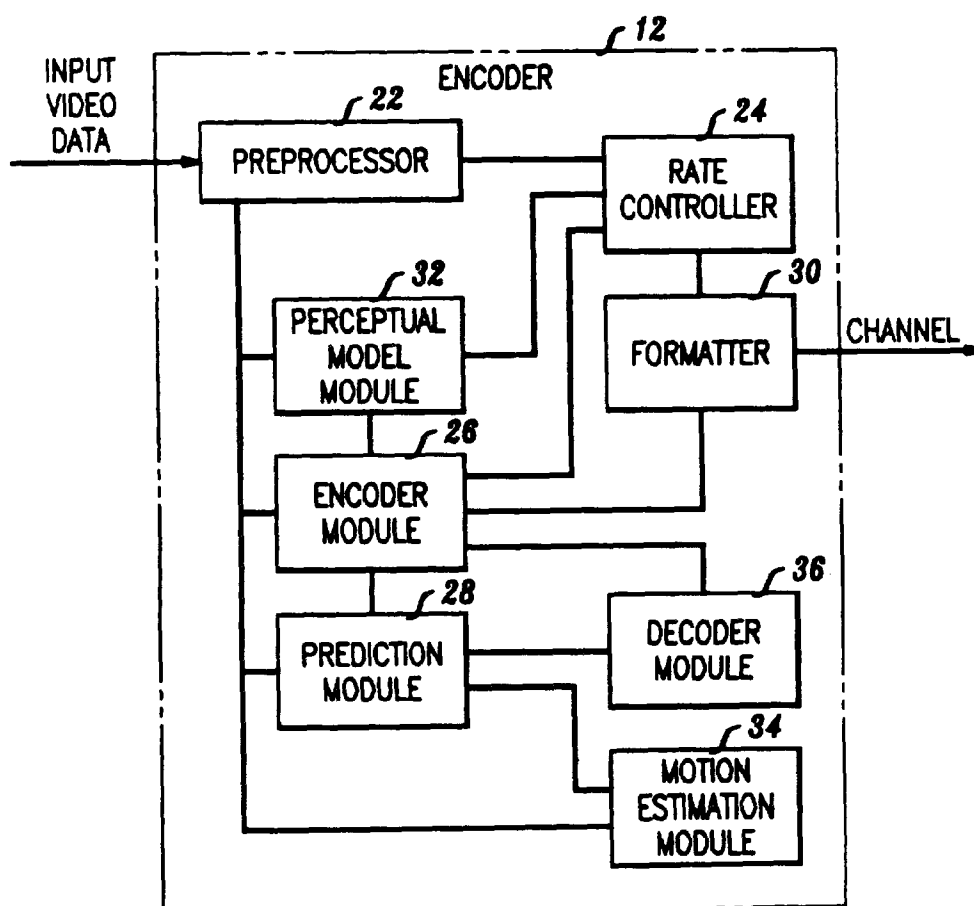 12
INPUT
VIDEO
DATA
ENCODER
22
PREPROCESSOR
24
RATE
CONTROLLER
32
PERCEPTUAL
MODEL
MODULE
30
FORMATTER
CHANNEL
26
ENCODER
MODULE
28
PREDICTION
MODULE
36
DECODER
MODULE
34
MOTION
ESTIMATION
MODULE